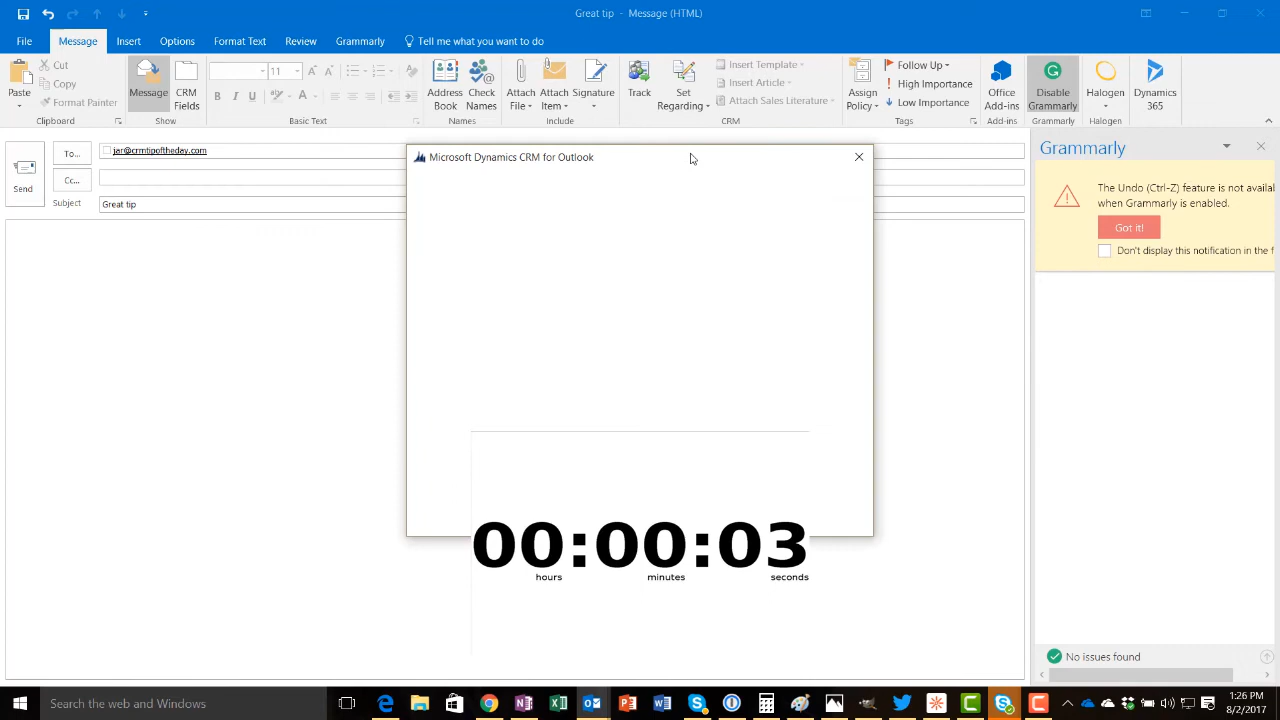 Great tip - Message (HTML)
File Message Insert Options Format Text Review Grammarly Tell me what you want to do
Paste
Cut
Copy
Format Painter
Clipboard
Message
CRM Fields
Show
11
B I U A
Basic Text
Address Book
Check Names
Names
Attach File
Attach Item
Signature
Include
Track
Set Regarding
Insert Template
Insert Article
Attach Sales Literature
CRM
Assign Policy
Follow Up
High Importance
Low Importance
Tags
Office Add-ins
Add-ins
Disable Grammarly
Grammarly
Halogen
Halogen
Dynamics 365
Send
To...
jar@crmtipoftheday.com
Cc...
Subject
Great tip
Microsoft Dynamics CRM for Outlook
00:00:03
hours minutes seconds
Grammarly
The Undo (Ctrl-Z) feature is not availa
when Grammarly is enabled.
Got it!
Don't display this notification in the f
No issues found
Search the web and Windows
1:26 PM
8/2/2017